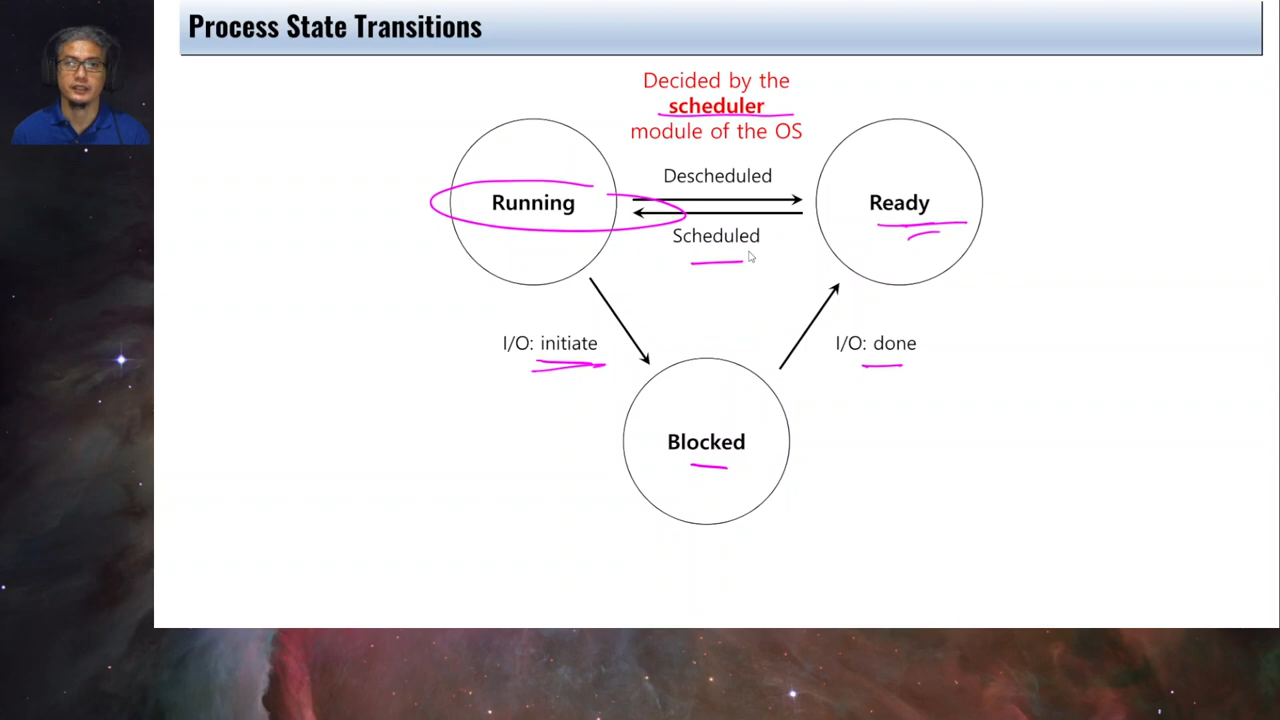 Process State Transitions
Decided by the
scheduler
module of the OS
Descheduled
Running
Ready
Scheduled
I/O: initiate
I/O: done
Blocked